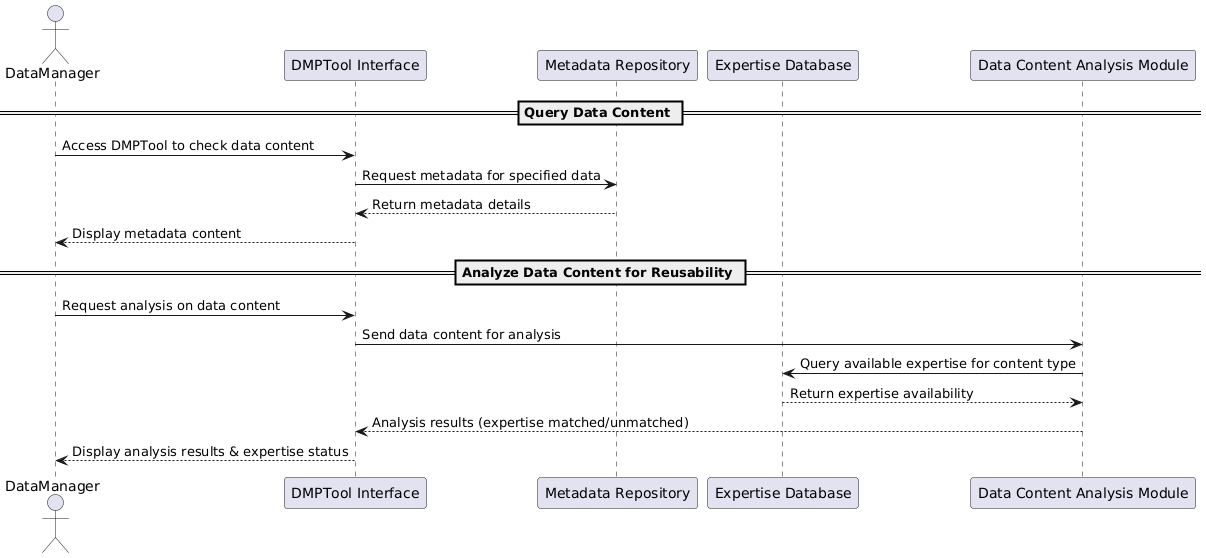 DataManager
DMPTool Interface
Metadata Repository
Expertise Database
Data Content Analysis Module
Query Data Content
Access DMPTool to check data content
Request metadata for specified data
Return metadata details
Display metadata content
Analyze Data Content for Reusability
Request analysis on data content
Send data content for analysis
Query available expertise for content type
Return expertise availability
Analysis results (expertise matched/unmatched)
Display analysis results & expertise status
DataManager
DMPTool Interface
Metadata Repository
Expertise Database
Data Content Analysis Module